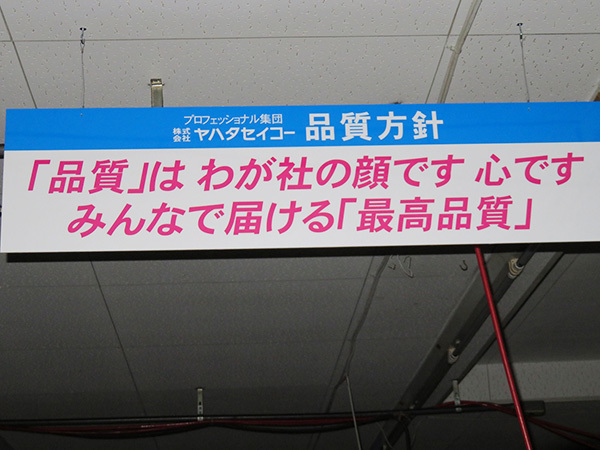 プロフェッショナル集団
株式会社 ヤハタセイコー 品質方針
「品質」は わが社の顔です 心です
みんなで届ける「最高品質」